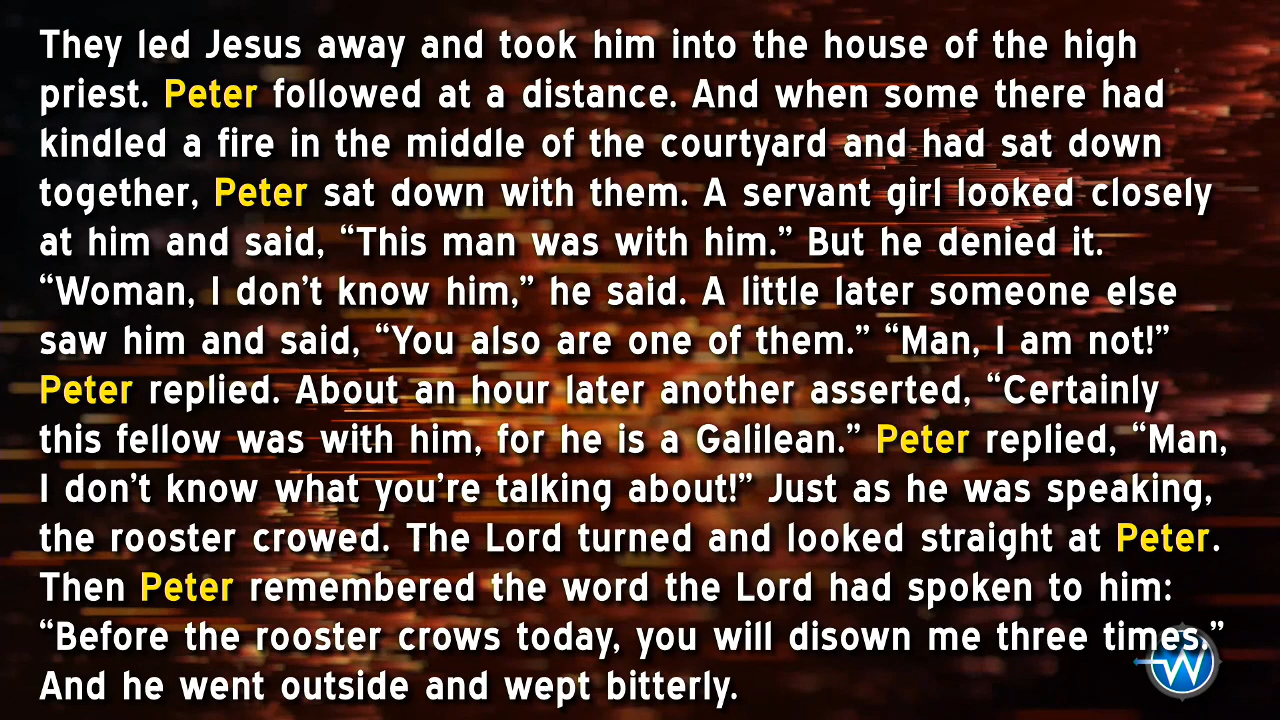 They led Jesus away and took him into the house of the high
priest. Peter followed at a distance. And when some there had
kindled a fire in the middle of the courtyard and had sat down
together, Peter sat down with them. A servant girl looked closely
at him and said, “This man was with him.” But he denied it.
“Woman, I don’t know him,” he said. A little later someone else
saw him and said, “You also are one of them.” “Man, I am not!”
Peter replied. About an hour later another asserted, “Certainly
this fellow was with him, for he is a Galilean.” Peter replied, “Man,
I don’t know what you’re talking about!” Just as he was speaking,
the rooster crowed. The Lord turned and looked straight at Peter.
Then Peter remembered the word the Lord had spoken to him:
“Before the rooster crows today, you will disown me three times.”
And he went outside and wept bitterly.
W